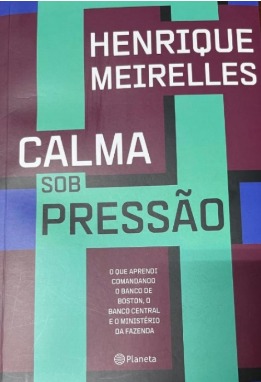 HENRIQUE
MEIRELLES
CALMA
SOB
PRESSÃO
O QUE APRENDI
COMANDANDO
O BANCO DE
BOSTON, O
BANCO CENTRAL
E O MINISTÉRIO
DA FAZENDA
Planeta